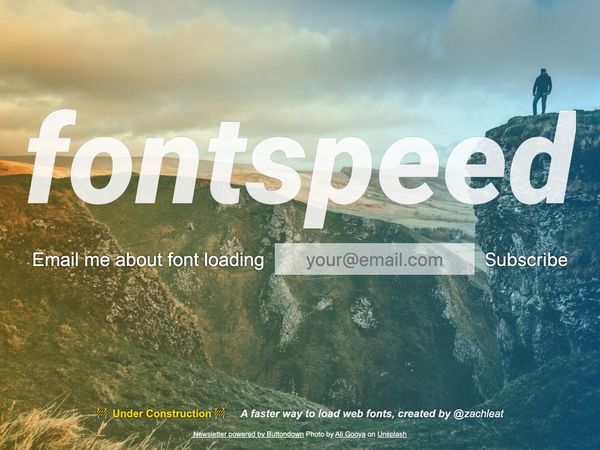 fontspeed
Email me about font loading your@email.com Subscribe
🚧 Under Construction 🚧 A faster way to load web fonts, created by @zachleat
Newsletter powered by Buttondown Photo by Ali Gooya on Unsplash